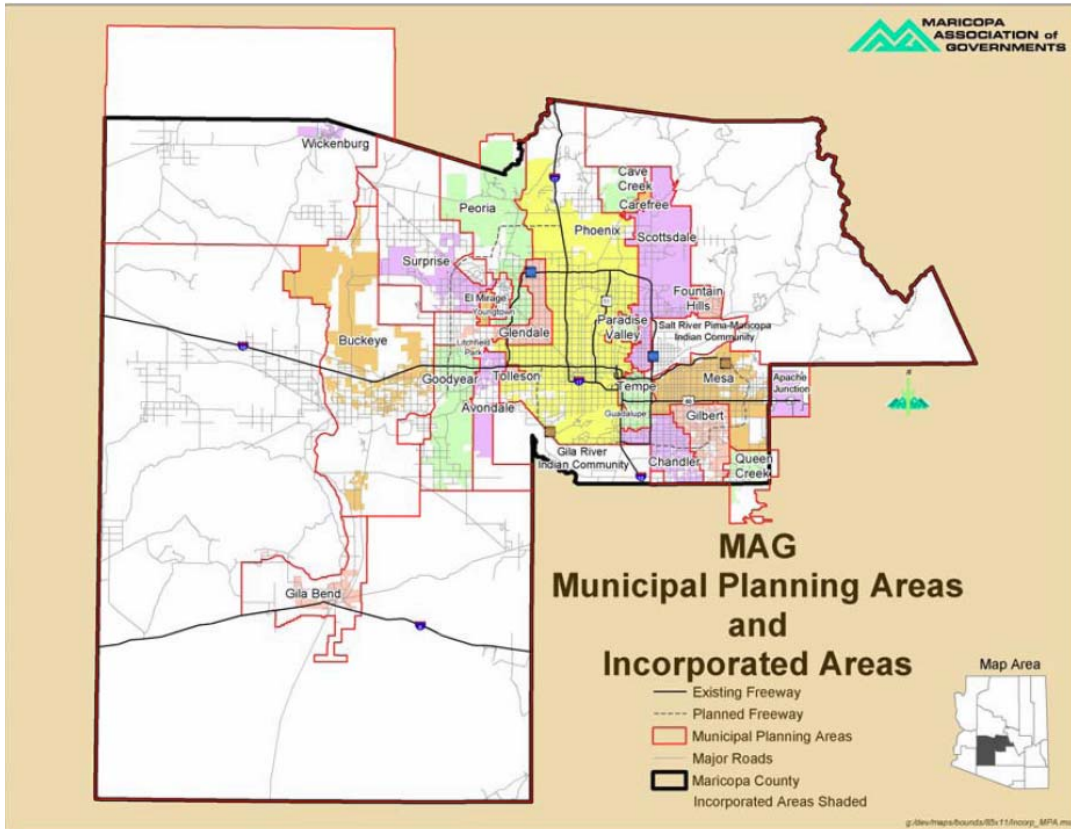 MARICOPA
ASSOCIATION of
GOVERNMENTS
Wickenburg
Cave
Creek
Carefree
Peoria
Phoenix
Scottsdale
Surprise
El Mirage
Youngtown
Fountain
Hills
Glendale
Paradise
Valley
Salt River Pima-Maricopa
Indian Community
Buckeye
Litchfield
Park
Goodyear
Tolleson
Tempe
Mesa
Apache
Junction
Avondale
Guadalupe
Gilbert
Gila River
Indian Community
Chandler
Queen
Creek
Gila Bend
MAG
Municipal Planning Areas
and
Incorporated Areas
Map Area
Existing Freeway
Planned Freeway
Municipal Planning Areas
Major Roads
Maricopa County
Incorporated Areas Shaded